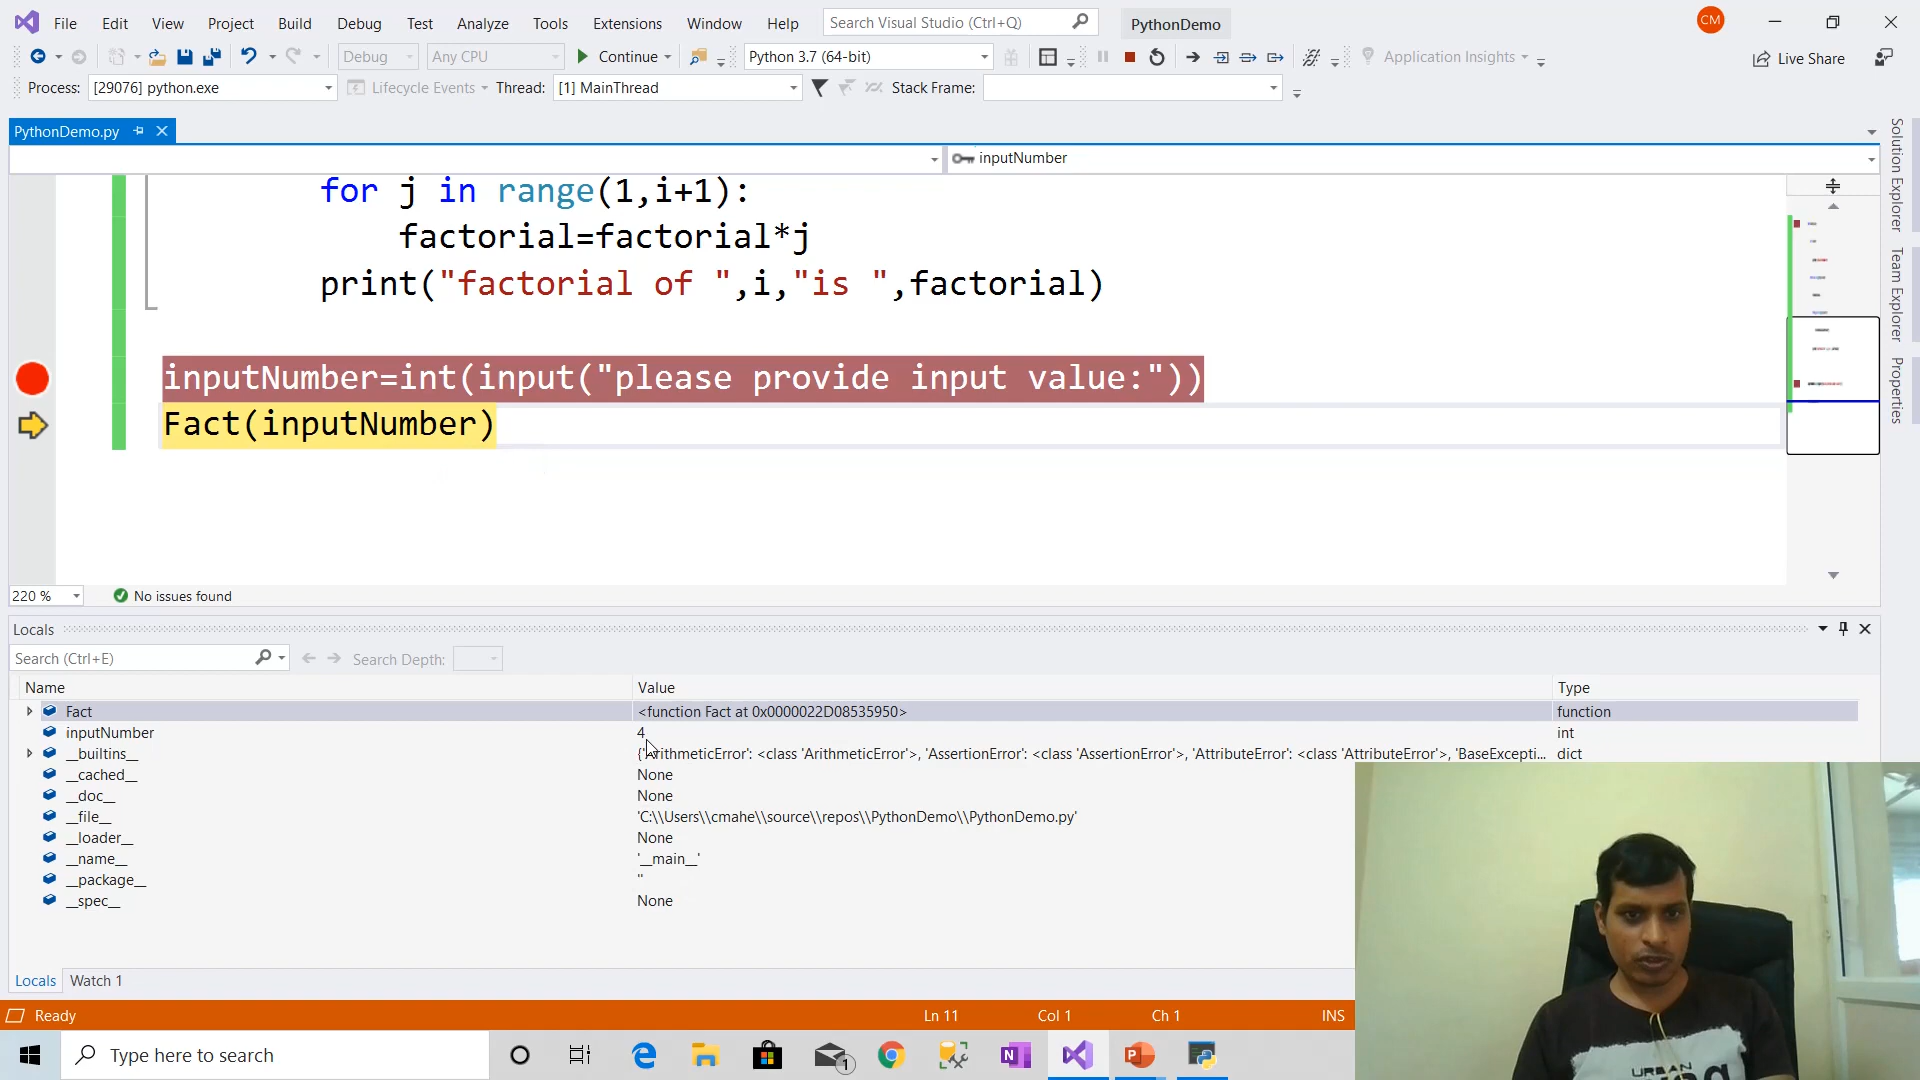 File Edit View Project Build Debug Test Analyze Tools Extensions Window Help Search Visual Studio (Ctrl+Q) PythonDemo CM
Debug Any CPU Continue Python 3.7 (64-bit) Application Insights Live Share
Process: [29076] python.exe Lifecycle Events Thread: [1] MainThread Stack Frame:
PythonDemo.py
inputNumber
for j in range(1,i+1):
factorial=factorial*j
print("factorial of ",i,"is ",factorial)
inputNumber=int(input("please provide input value:"))
Fact(inputNumber)
220 % No issues found
Solution Explorer
Team Explorer
Properties
Locals
Search (Ctrl+E) Search Depth:
Name Value Type
Fact <function Fact at 0x0000022D08535950> function
inputNumber 4 int
__builtins__ {'ArithmeticError': <class 'ArithmeticError'>, 'AssertionError': <class 'AssertionError'>, 'AttributeError': <class 'AttributeError'>, 'BaseExcepti... dict
__cached__ None
__doc__ None
__file__ 'C:\\Users\\cmahe\\source\\repos\\PythonDemo\\PythonDemo.py'
__loader__ None
__name__ '__main__'
__package__ ''
__spec__ None
Locals Watch 1
Ready Ln 11 Col 1 Ch 1 INS
Type here to search 1
URBAN